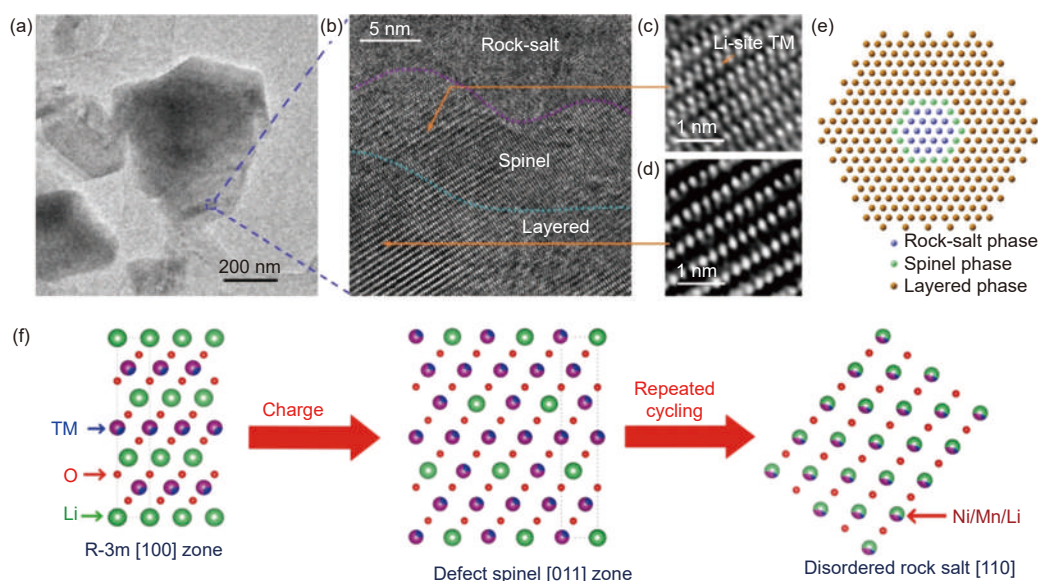 (a)
200 nm
(b)
5 nm
Rock-salt
Spinel
Layered
(c)
Li-site TM
1 nm
(d)
1 nm
(e)
Rock-salt phase
Spinel phase
Layered phase
(f)
TM
O
Li
R-3m [100] zone
Charge
Defect spinel [011] zone
Repeated
cycling
Ni/Mn/Li
Disordered rock salt [110]